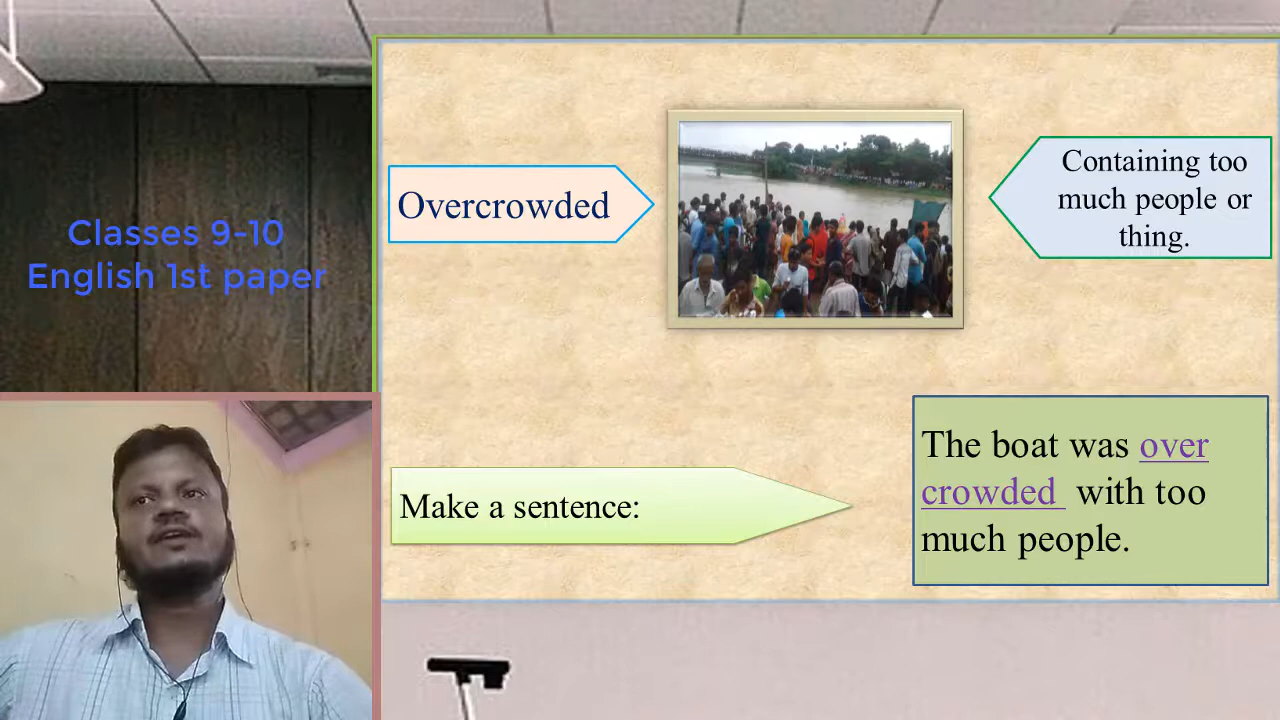 Classes 9-10
English 1st paper
Overcrowded
Containing too
much people or
thing.
Make a sentence:
The boat was over
crowded with too
much people.